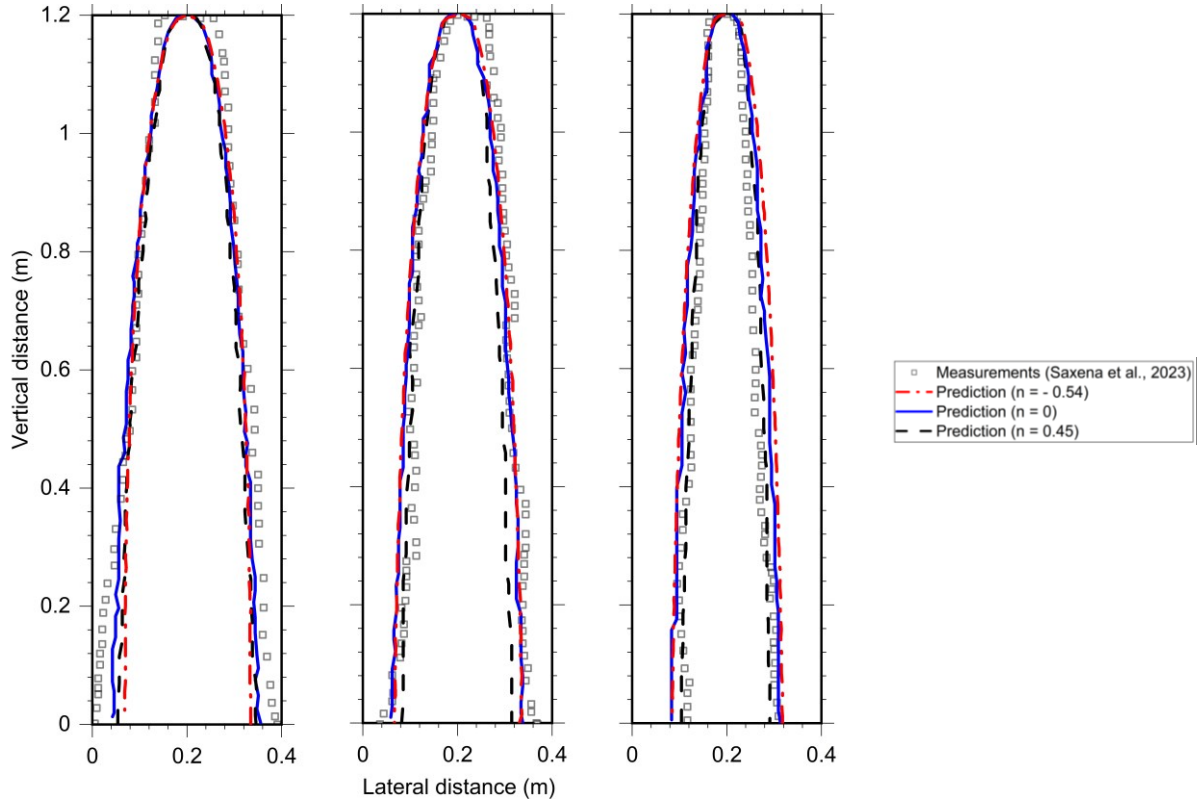 1.2
1
0.8
0.6
0.4
0.2
0
Vertical distance (m)
0 0.2 0.4
0 0.2 0.4
0 0.2 0.4
Lateral distance (m)
Measurements (Saxena et al., 2023)
Prediction (n = - 0.54)
Prediction (n = 0)
Prediction (n = 0.45)